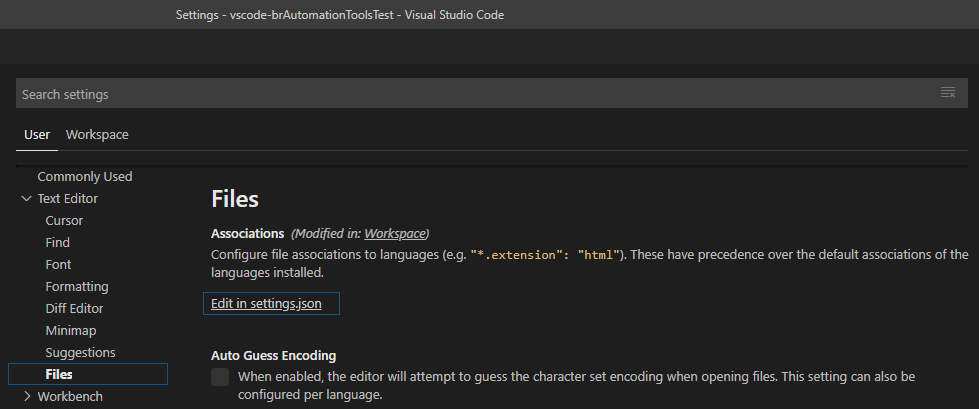 Settings - vscode-brAutomationToolsTest - Visual Studio Code
Search settings
User Workspace
Commonly Used
Text Editor
Cursor
Find
Font
Formatting
Diff Editor
Minimap
Suggestions
Files
Workbench
Files
Associations (Modified in: Workspace)
Configure file associations to languages (e.g. "*.extension": "html"). These have precedence over the default associations of the
languages installed.
Edit in settings.json
Auto Guess Encoding
When enabled, the editor will attempt to guess the character set encoding when opening files. This setting can also be
configured per language.